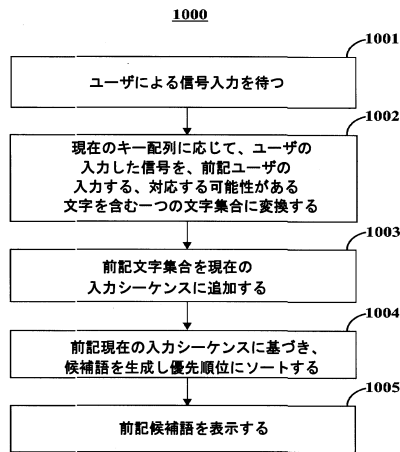 1000
1001
ユーザによる信号入力を待つ
1002
現在のキー配列に応じて、ユーザの
入力した信号を、前記ユーザの
入力する、対応する可能性がある
文字を含む一つの文字集合に変換する
1003
前記文字集合を現在の
入力シーケンスに追加する
1004
前記現在の入力シーケンスに基づき、
候補語を生成し優先順位にソートする
1005
前記候補語を表示する